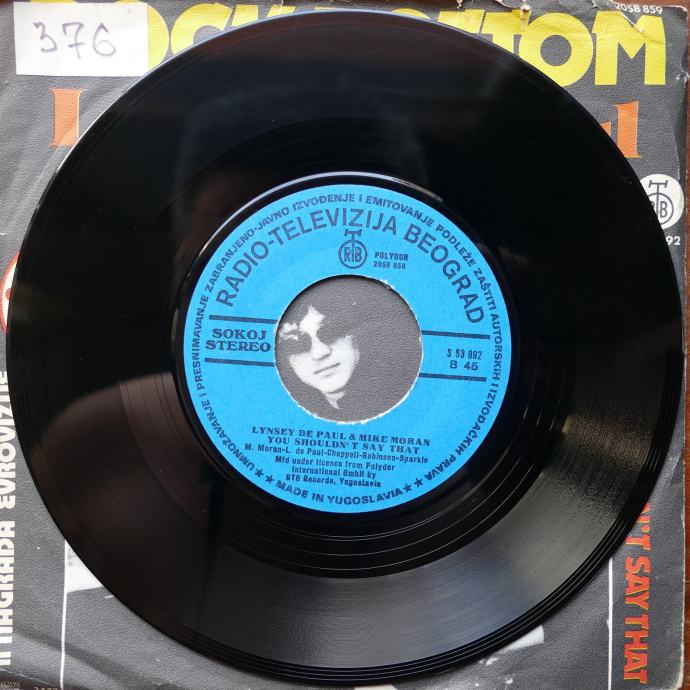 376
ROCK BOTTOM
2058 859
UMNOŽAVANJE I PRESNIMAVANJE ZABRANJENO-JAVNO IZVOĐENJE I EMITOVANJE PODLEŽE ZAŠTITI AUTORSKIH I IZVOĐAČKIH PRAVA
RADIO-TELEVIZIJA BEOGRAD
RTB
POLYDOR
2058 859
SOKOJ
STEREO
S 53 992
B 45
LYNSEY DE PAUL & MIKE MORAN
YOU SHOULDN'T SAY THAT
M. Moran-L. de Paul-Chappell-Robinson-Sparkle
Mfd under licence from Polydor
International GmbH by
RTB Records, Yugoslavia
★★ MADE IN YUGOSLAVIA ★★
RTB
92
II NAGRADA EVROVIZIJE
N'T SAY THAT